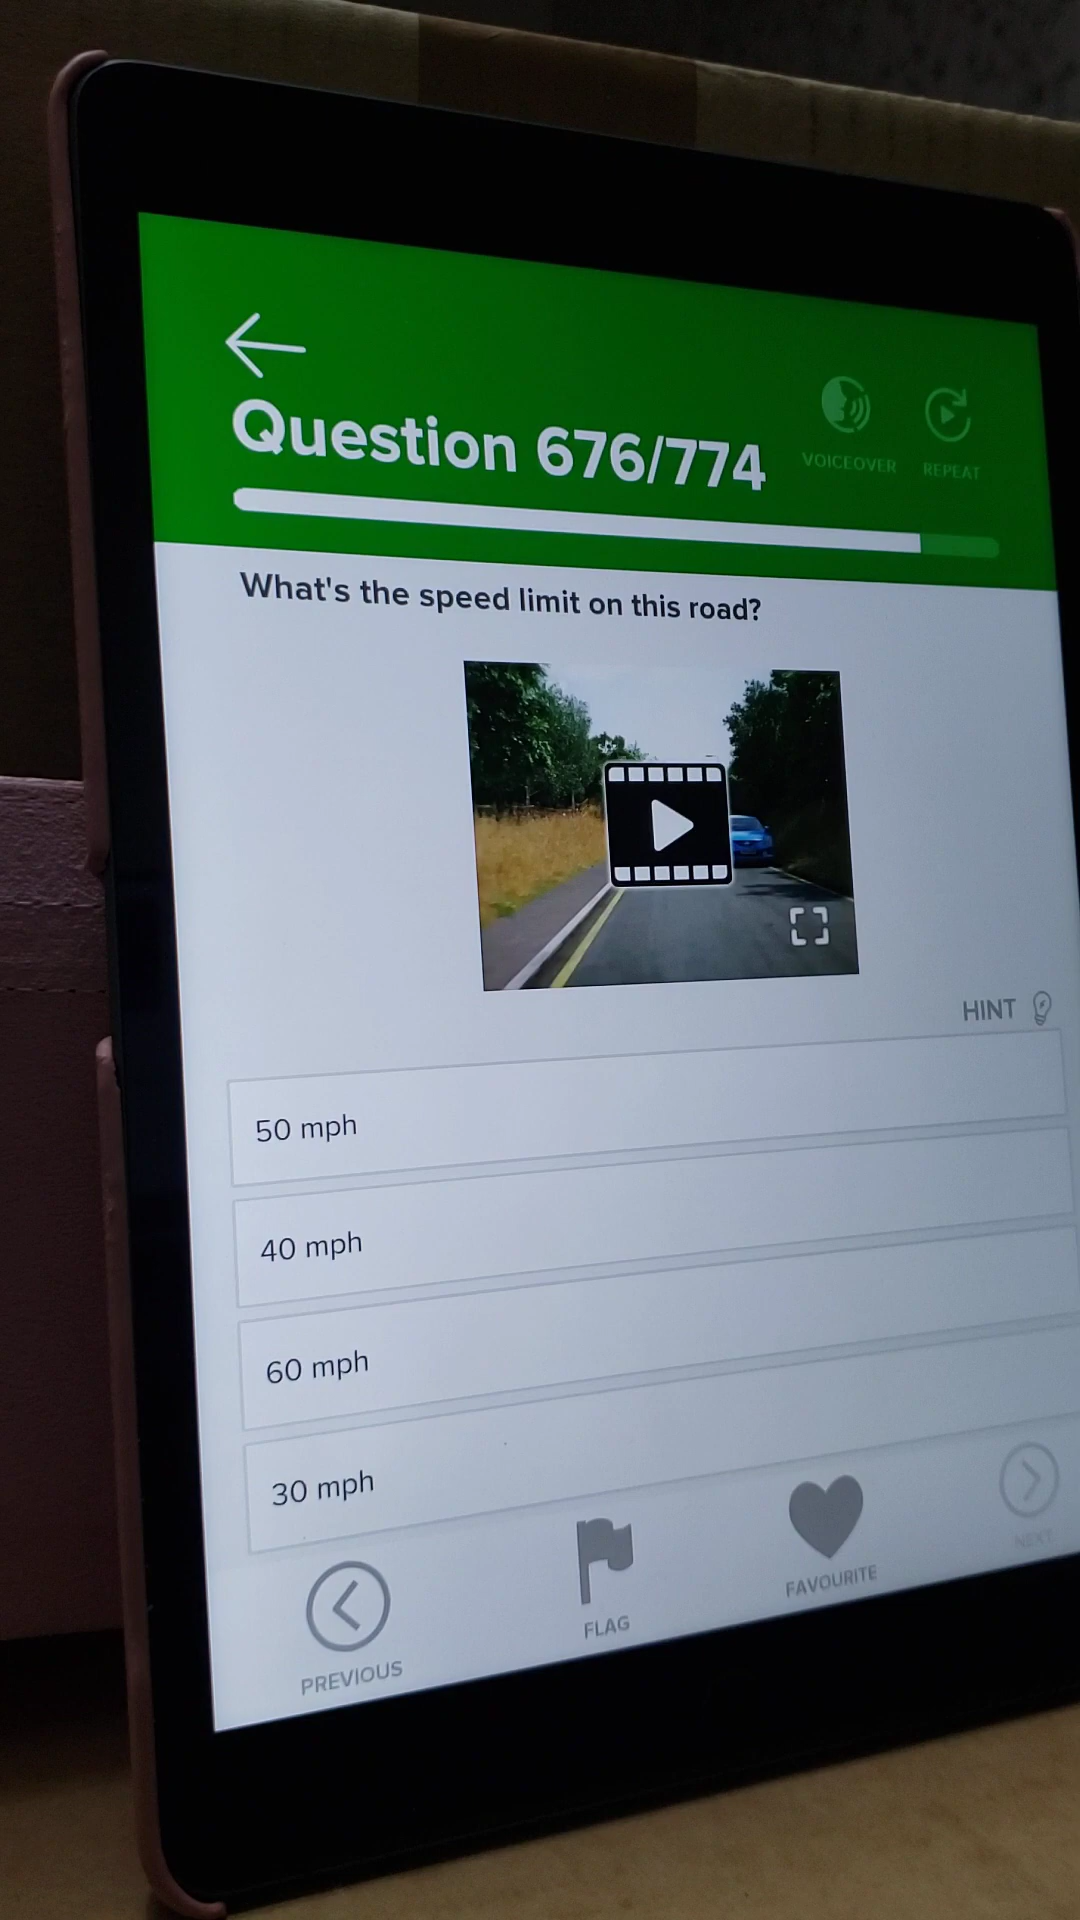 Question 676/774
VOICEOVER
REPEAT
What's the speed limit on this road?
HINT
50 mph
40 mph
60 mph
30 mph
PREVIOUS
FLAG
FAVOURITE
NEXT